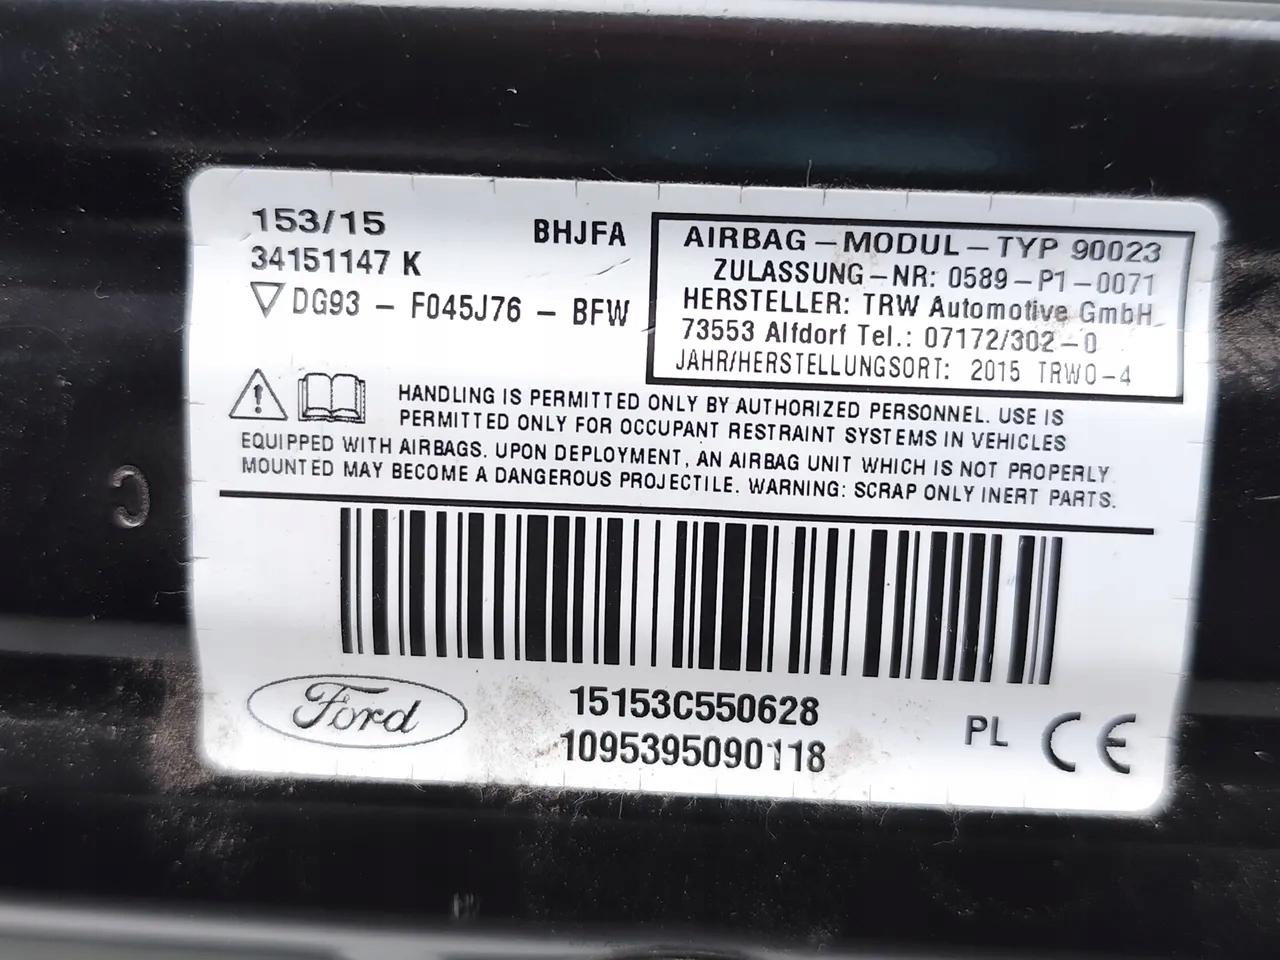 153/15
BHJFA
34151147 K
DG93 - F045J76 - BFW
AIRBAG-MODUL-TYP 90023
ZULASSUNG-NR: 0589-P1-0071
HERSTELLER: TRW Automotive GmbH
73553 Alfdorf Tel.: 07172/302-0
JAHR/HERSTELLUNGSORT: 2015 TRWO-4
HANDLING IS PERMITTED ONLY BY AUTHORIZED PERSONNEL. USE IS
PERMITTED ONLY FOR OCCUPANT RESTRAINT SYSTEMS IN VEHICLES
EQUIPPED WITH AIRBAGS. UPON DEPLOYMENT, AN AIRBAG UNIT WHICH IS NOT PROPERLY
MOUNTED MAY BECOME A DANGEROUS PROJECTILE. WARNING: SCRAP ONLY INERT PARTS.
C
Ford
15153C550628
1095395090118
PL CE